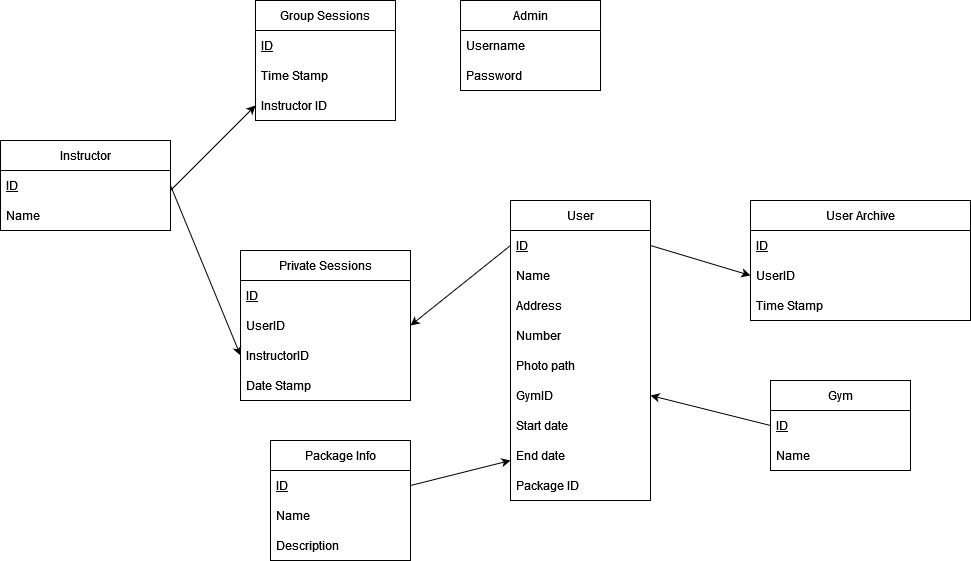 Group Sessions
ID
Time Stamp
Instructor ID
Admin
Username
Password
Instructor
ID
Name
Private Sessions
ID
UserID
InstructorID
Date Stamp
User
ID
Name
Address
Number
Photo path
GymID
Start date
End date
Package ID
User Archive
ID
UserID
Time Stamp
Gym
ID
Name
Package Info
ID
Name
Description